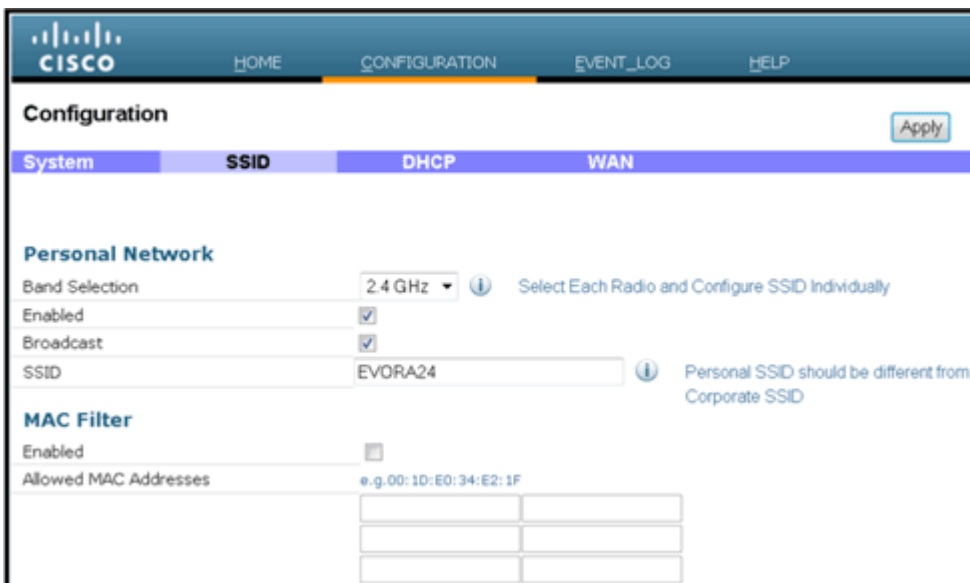 CISCO
HOME CONFIGURATION EVENT_LOG HELP
Configuration
Apply
System SSID DHCP WAN
Personal Network
Band Selection 2.4 GHz Select Each Radio and Configure SSID Individually
Enabled
Broadcast
SSID EVORA24 Personal SSID should be different from
Corporate SSID
MAC Filter
Enabled
Allowed MAC Addresses e.g.00:1D:E0:34:E2:1F